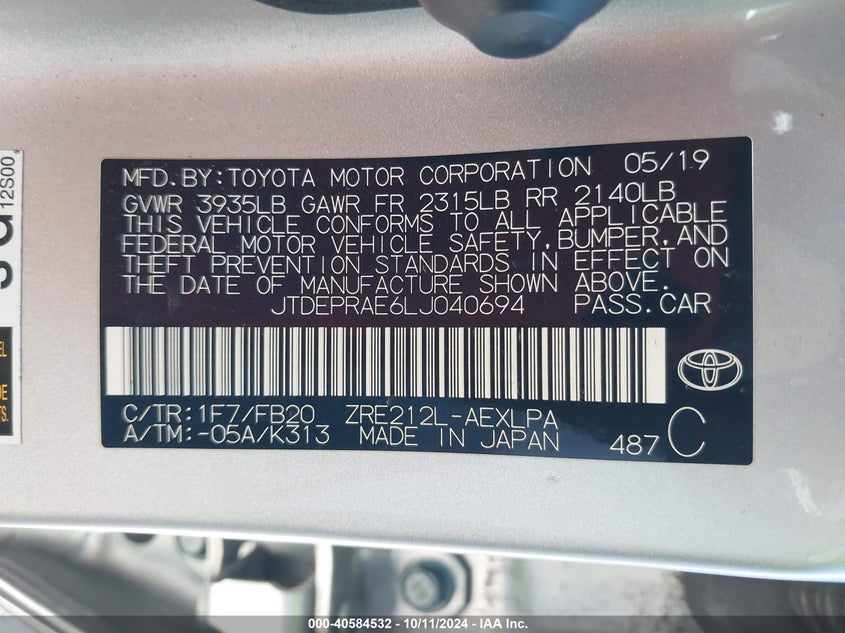 MFD.BY:TOYOTA MOTOR CORPORATION 05/19
GVWR 3935LB GAWR FR 2315LB RR 2140LB
THIS VEHICLE CONFORMS TO ALL APPLICABLE
FEDERAL MOTOR VEHICLE SAFETY,BUMPER,AND
THEFT PREVENTION STANDARDS IN EFFECT ON
THE DATE OF MANUFACTURE SHOWN ABOVE.
JTDEPRAE6LJ040694 PASS.CAR
C/TR:1F7/FB20 ZRE212L-AEXLPA
A/TM:-05A/K313 MADE IN JAPAN 487 C
12S00
000-40584532 - 10/11/2024 - IAA Inc.